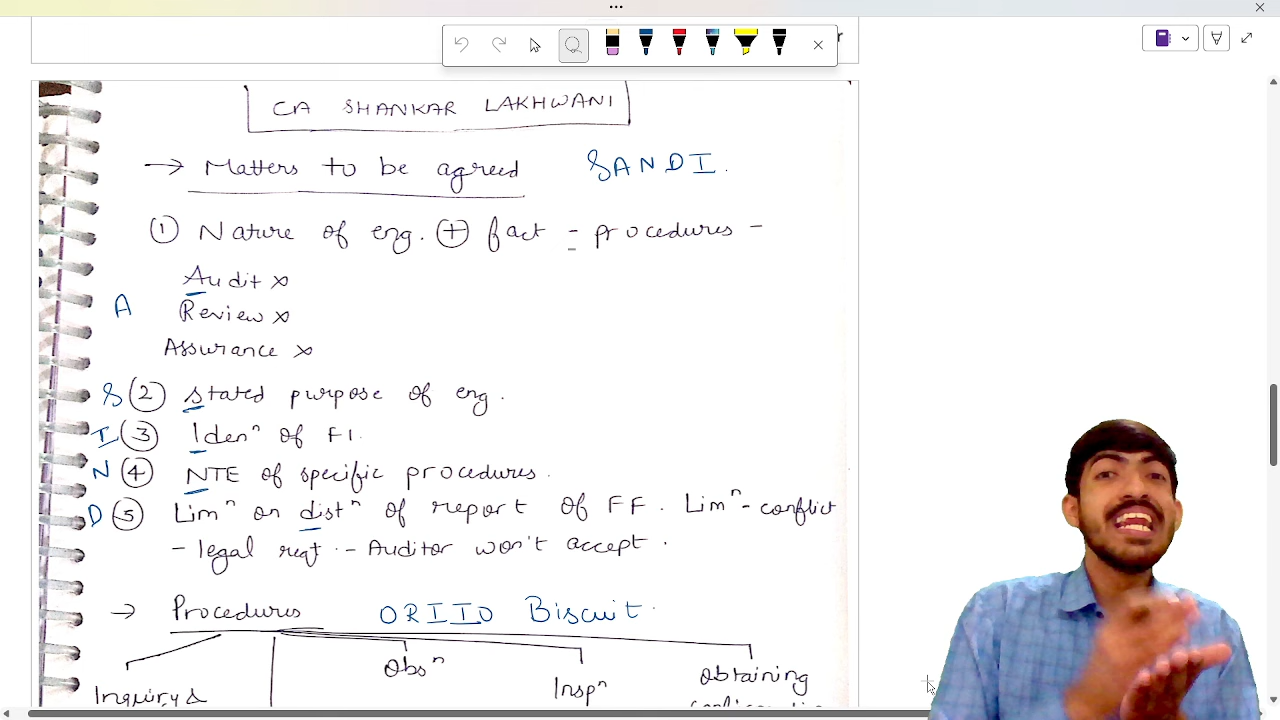 CA SHANKAR LAKHWANI
→ Matters to be agreed SANDI.
① Nature of eng. ⊕ fact - procedures -
Audit x
A Review x
Assurance x
S ② Stated purpose of eng.
I ③ Idenⁿ of FI.
N ④ NTE of specific procedures.
D ⑤ Limⁿ on distⁿ of report of FF. Limⁿ - conflict
- legal reqt. - Auditor won't accept.
→ Procedures ORIIO Biscuit.
Inquiry & Obsⁿ Inspⁿ Obtaining